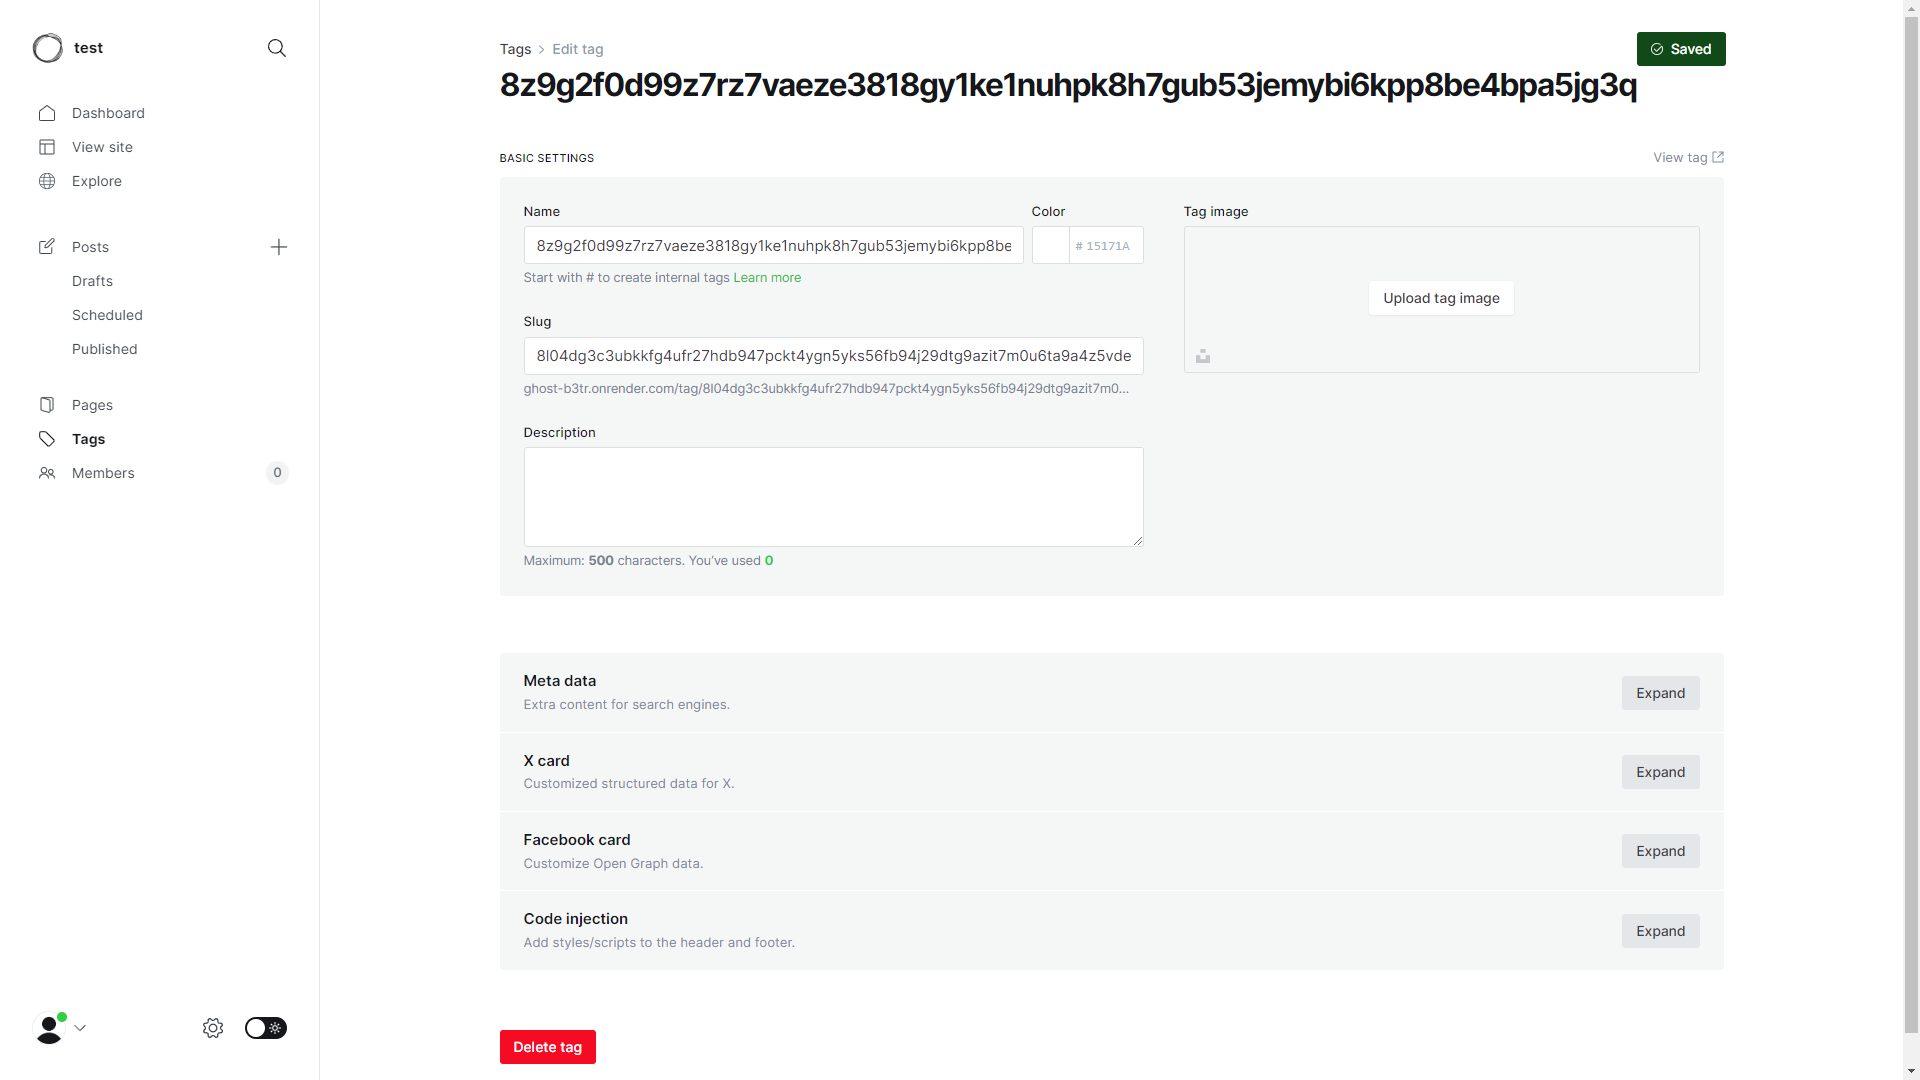 test
Dashboard
View site
Explore
Posts
Drafts
Scheduled
Published
Pages
Tags
Members
0
Tags
Edit tag
Saved
8z9g2f0d99z7rz7vaeze3818gy1ke1nuhpk8h7gub53jemybi6kpp8be4bpa5jg3q
BASIC SETTINGS
View tag
Name
8z9g2f0d99z7rz7vaeze3818gy1ke1nuhpk8h7gub53jemybi6kpp8be
Start with # to create internal tags Learn more
Color
# 15171A
Slug
8l04dg3c3ubkkfg4ufr27hdb947pckt4ygn5yks56fb94j29dtg9azit7m0u6ta9a4z5vde
ghost-b3tr.onrender.com/tag/8l04dg3c3ubkkfg4ufr27hdb947pckt4ygn5yks56fb94j29dtg9azit7m0...
Description
Maximum: 500 characters. You've used 0
Tag image
Upload tag image
Meta data
Extra content for search engines.
Expand
X card
Customized structured data for X.
Expand
Facebook card
Customize Open Graph data.
Expand
Code injection
Add styles/scripts to the header and footer.
Expand
Delete tag